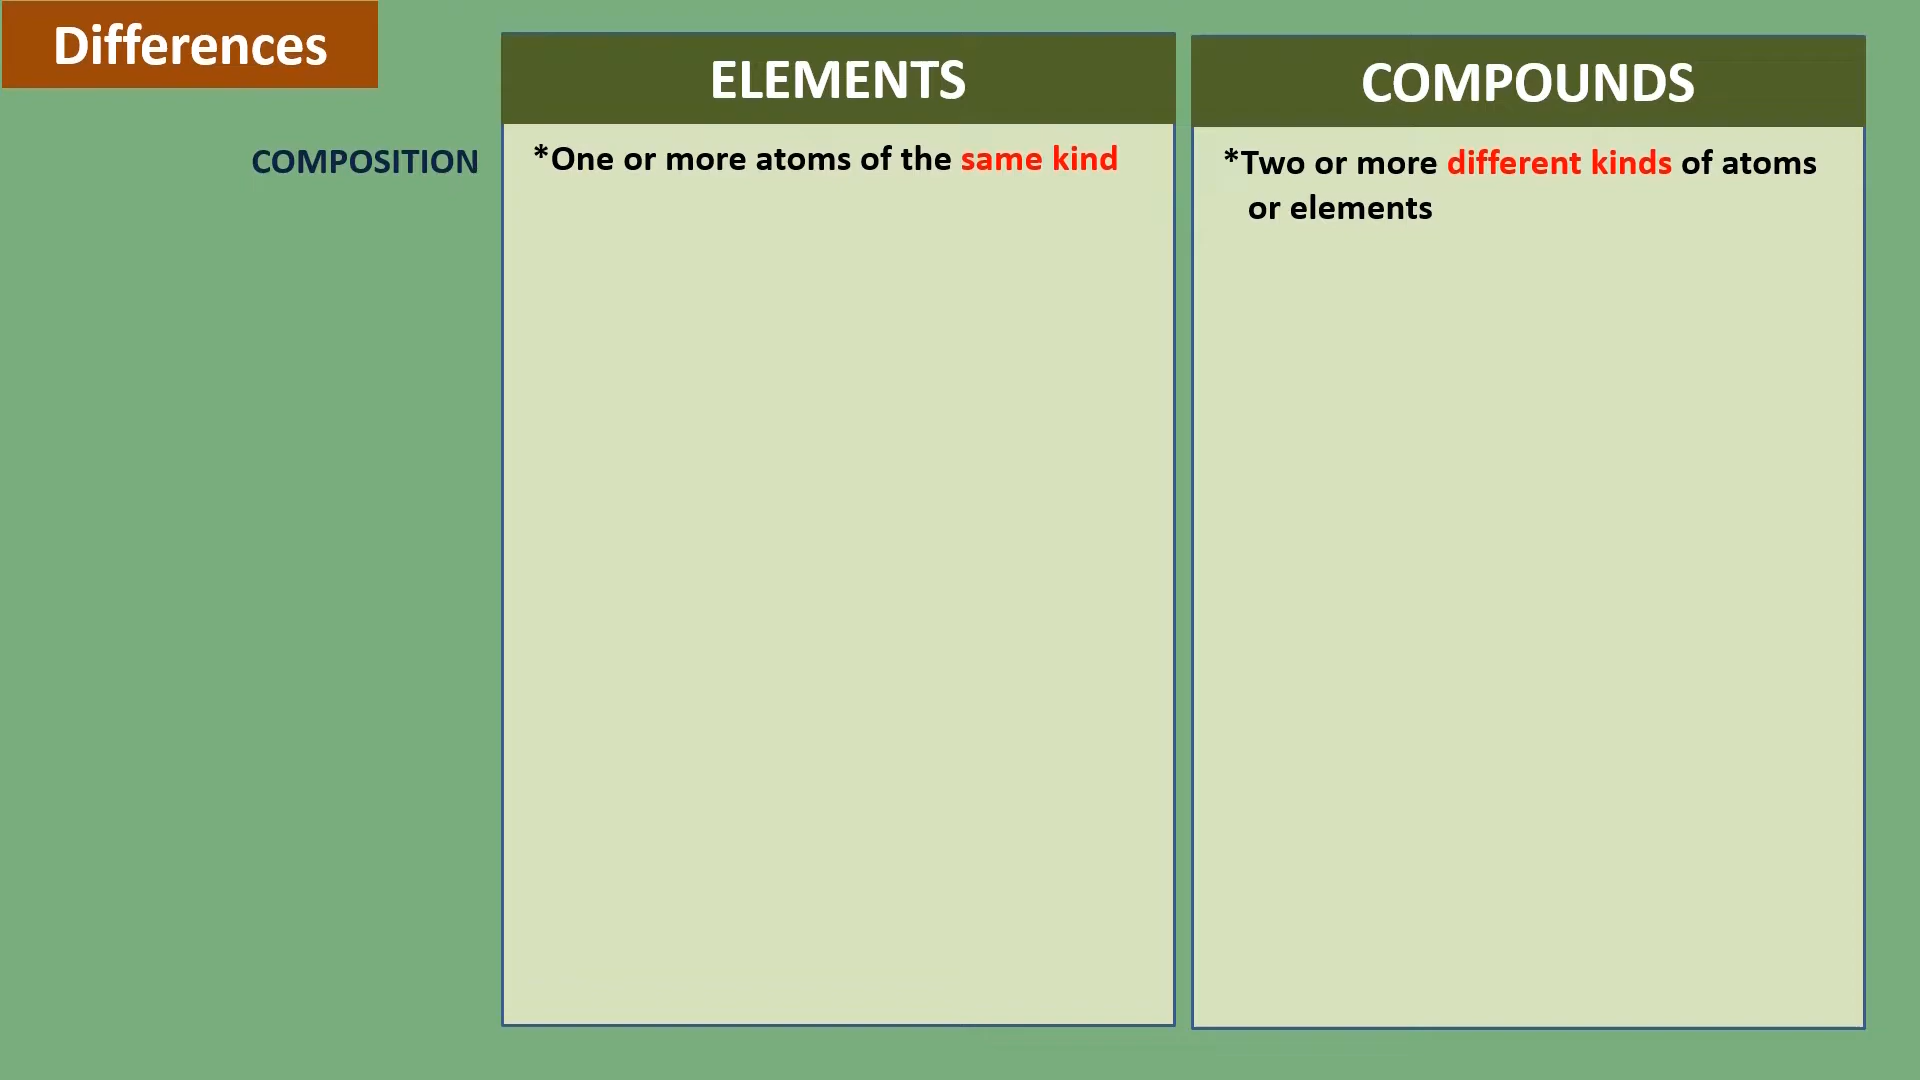 Differences
ELEMENTS
COMPOUNDS
COMPOSITION
*One or more atoms of the same kind
*Two or more different kinds of atoms
or elements